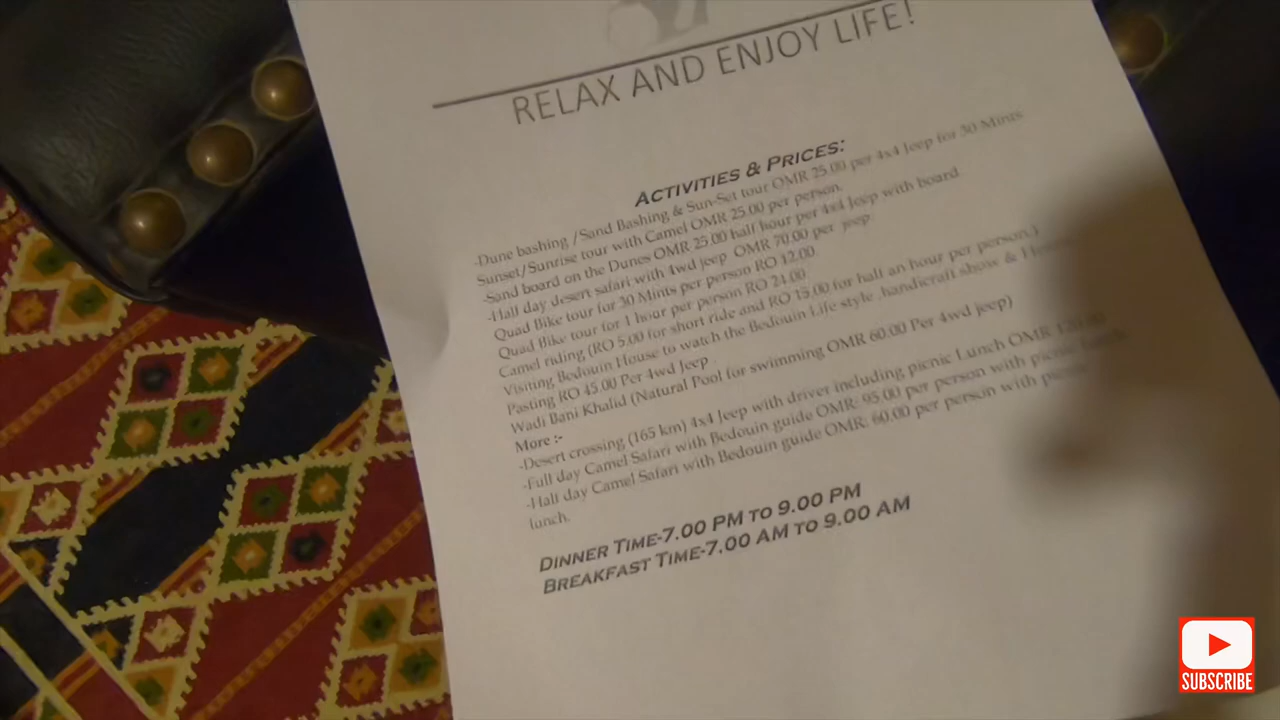 RELAX AND ENJOY LIFE!
ACTIVITIES & PRICES:
-Dune bashing /Sand Bashing & Sun-Set tour OMR 25.00 per 4x4 Jeep for 30 Mints
Sunset/Sunrise tour with Camel OMR 25.00 per person.
-Sand board on the Dunes OMR 25.00 half hour per 4x4 Jeep with board
-Half day desert safari with 4wd jeep OMR 70.00 per jeep.
Quad Bike tour for 30 Mints per person RO 12.00.
Quad Bike tour for 1 hour per person RO 21.00.
Camel riding (RO 5.00 for short ride and RO 15.00 for half an hour per person.)
Visiting Bedouin House to watch the Bedouin Life style ,handicraft show &
Pasting RO 45.00 Per 4wd Jeep
Wadi Bani Khalid (Natural Pool for swimming OMR 60.00 Per 4wd jeep)
More :-
-Desert crossing (165 km) 4x4 Jeep with driver including picnic Lunch OMR
-Full day Camel Safari with Bedouin guide OMR. 95.00 per person with picnic lunch.
-Half day Camel Safari with Bedouin guide OMR. 60.00 per person with picnic
lunch.
DINNER TIME-7.00 PM TO 9.00 PM
BREAKFAST TIME-7.00 AM TO 9.00 AM
SUBSCRIBE